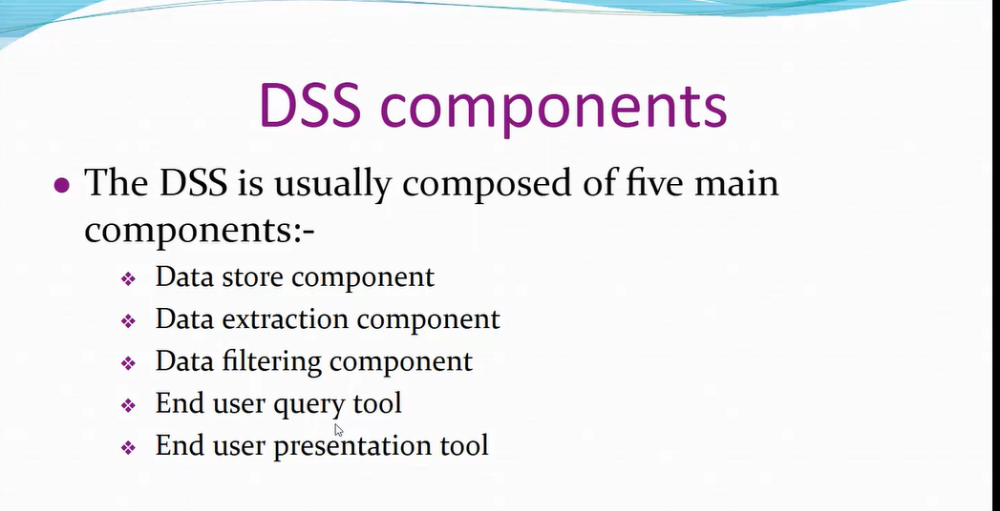 DSS components
The DSS is usually composed of five main
components:-
Data store component
Data extraction component
Data filtering component
End user query tool
End user presentation tool